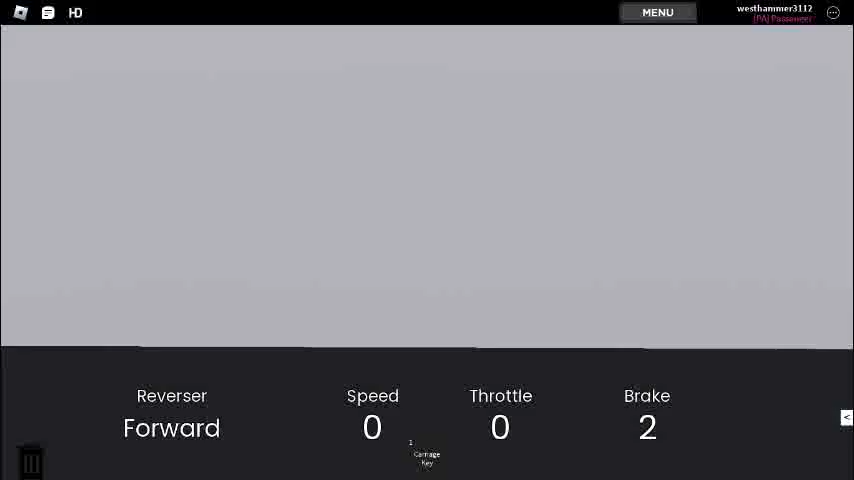 HD
MENU
westhammer3112
[PA] Passenger
Reverser
Speed
Throttle
Brake
Forward
0
0
2
<
1
Carriage
Key